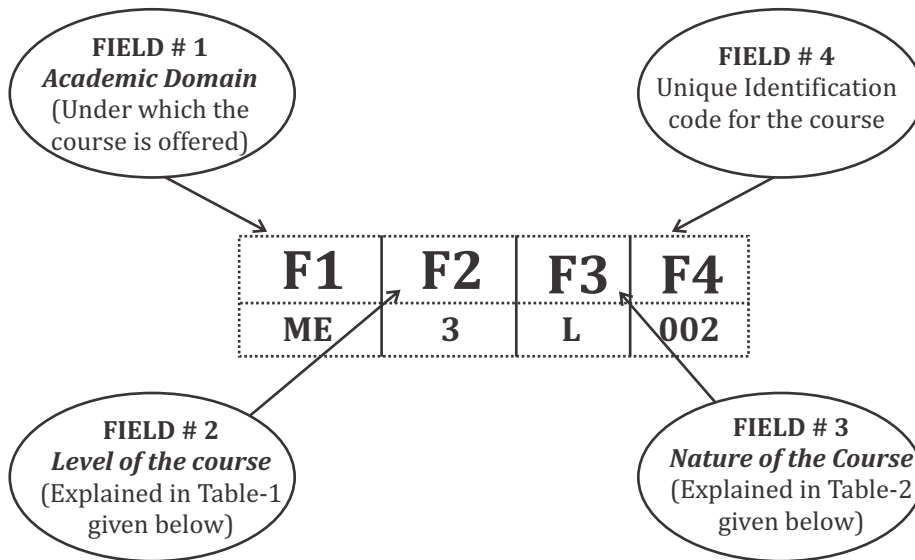 FIELD # 1
Academic Domain
(Under which the
course is offered)
FIELD # 4
Unique Identification
code for the course
F1 F2 F3 F4
ME 3 L 002
FIELD # 2
Level of the course
(Explained in Table-1
given below)
FIELD # 3
Nature of the Course
(Explained in Table-2
given below)